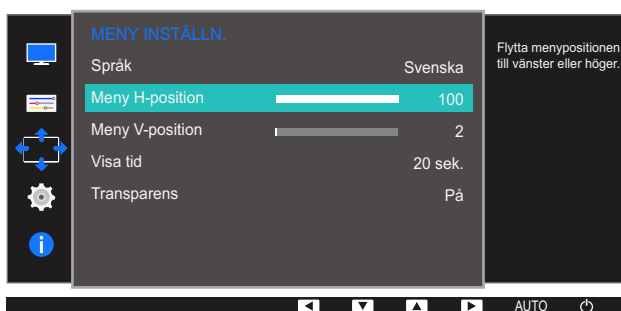 MENY INSTÄLLN.
Språk Svenska
Meny H-position 100
Meny V-position 2
Visa tid 20 sek.
Transparens På
Flytta menypositionen
till vänster eller höger.
AUTO